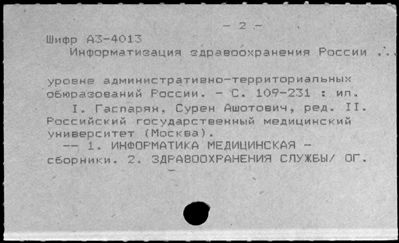 - 2 -
Шифр А3-4013
Информатизация здравоохранения России ...
уровне административно-территориальных
обюразований России. - С. 109-231 : ил.
I. Гаспарян, Сурен Ашотович, ред. II.
Российский государственный медицинский
университет (Москва).
-- 1. ИНФОРМАТИКА МЕДИЦИНСКАЯ -
сборники. 2. ЗДРАВООХРАНЕНИЯ СЛУЖБЫ/ ОГ.